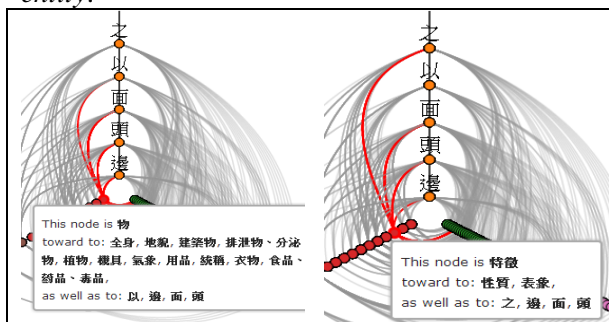 entity.
之
以
面
頭
邊
This node is 物
toward to: 全身, 地貌, 建築物, 排泄物、分泌
物, 植物, 機具, 氣象, 用品, 統稱, 衣物, 食品、
藥品、毒品,
as well as to: 以, 邊, 面, 頭
之
以
面
頭
邊
This node is 特徵
toward to: 性質, 表象,
as well as to: 之, 邊, 面, 頭